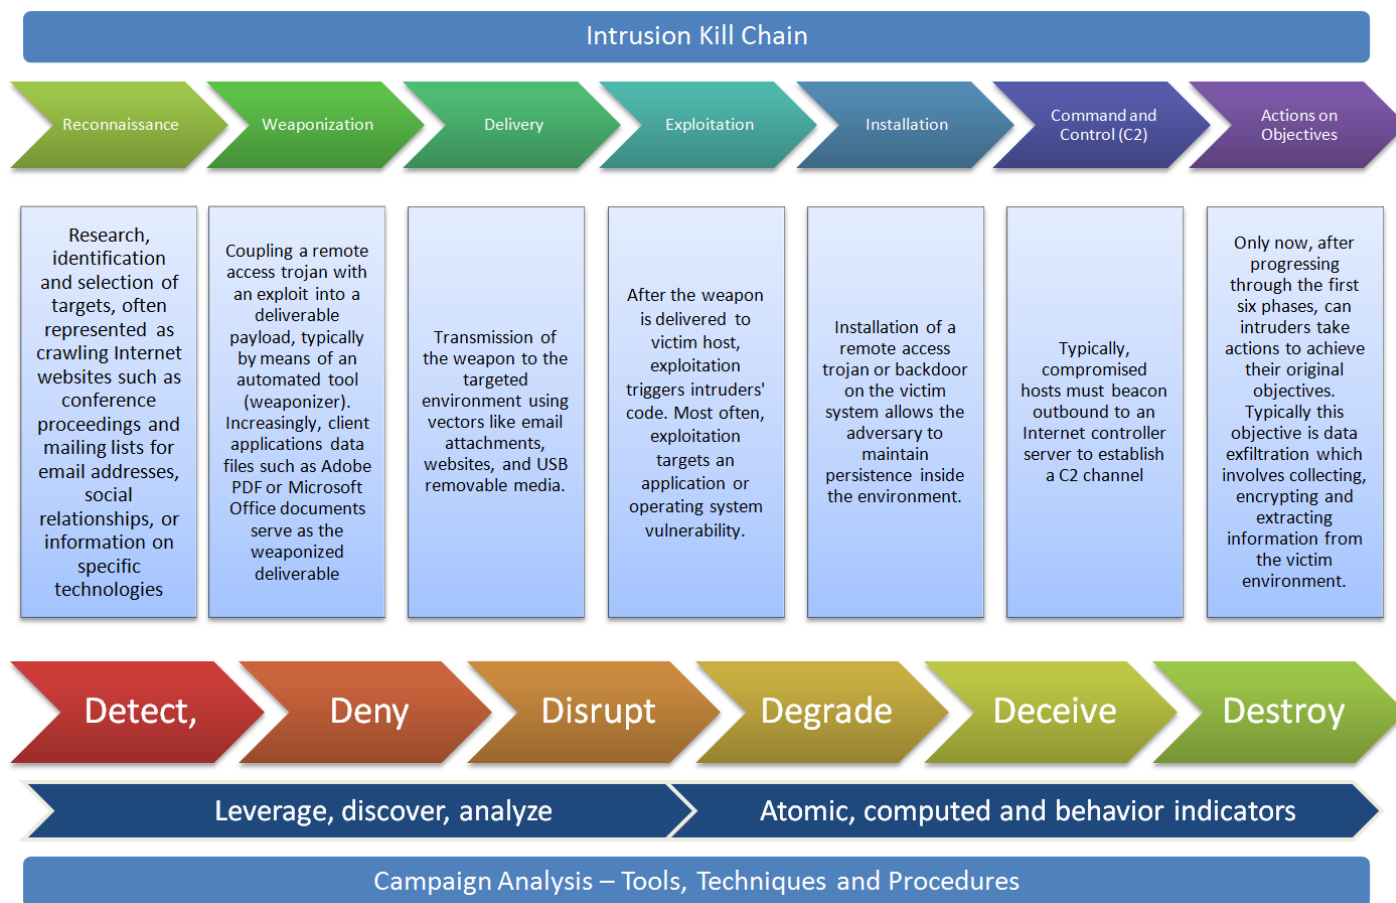 Intrusion Kill Chain
Reconnaissance
Weaponization
Delivery
Exploitation
Installation
Command and
Control (C2)
Actions on
Objectives
Research,
identification
and selection of
targets, often
represented as
crawling Internet
websites such as
conference
proceedings and
mailing lists for
email addresses,
social
relationships, or
information on
specific
technologies
Coupling a remote
access trojan with
an exploit into a
deliverable
payload, typically
by means of an
automated tool
(weaponizer).
Increasingly, client
applications data
files such as Adobe
PDF or Microsoft
Office documents
serve as the
weaponized
deliverable
Transmission of
the weapon to the
targeted
environment using
vectors like email
attachments,
websites, and USB
removable media.
After the weapon
is delivered to
victim host,
exploitation
triggers intruders'
code. Most often,
exploitation
targets an
application or
operating system
vulnerability.
Installation of a
remote access
trojan or backdoor
on the victim
system allows the
adversary to
maintain
persistence inside
the environment.
Typically,
compromised
hosts must beacon
outbound to an
Internet controller
server to establish
a C2 channel
Only now, after
progressing
through the first
six phases, can
intruders take
actions to achieve
their original
objectives.
Typically this
objective is data
exfiltration which
involves collecting,
encrypting and
extracting
information from
the victim
environment.
Detect,
Deny
Disrupt
Degrade
Deceive
Destroy
Leverage, discover, analyze
Atomic, computed and behavior indicators
Campaign Analysis – Tools, Techniques and Procedures